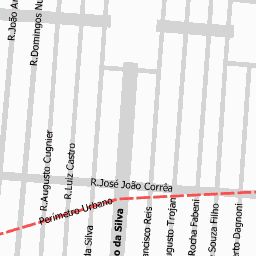 R.João
R.Domingos
R.Augusto Cugnier
R.Luiz Castro
R.José João Corrêa
Perímetro Urbano
da Silva
o da Silva
ancisco Reis
ugusto Trojan
Rocha Fabeni
Souza Filho
erto Dagnoni